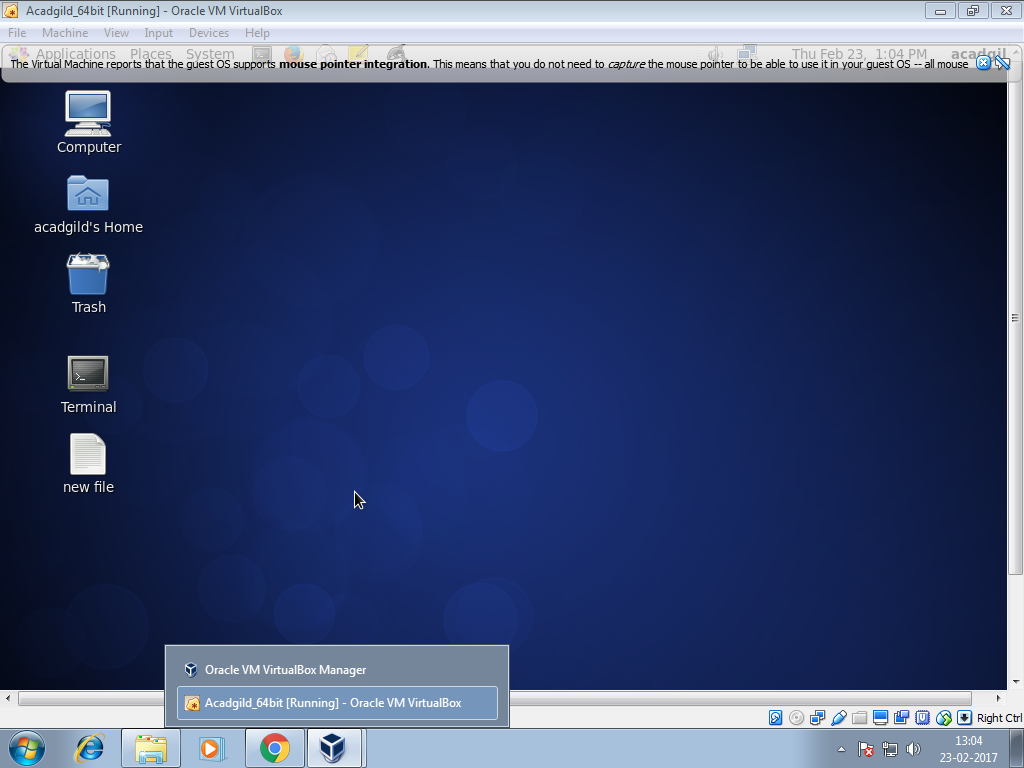 Acadgild_64bit [Running] - Oracle VM VirtualBox
File Machine View Input Devices Help
Applications Places System Thu Feb 23, 1:04 PM acadgil
The Virtual Machine reports that the guest OS supports mouse pointer integration. This means that you do not need to capture the mouse pointer to be able to use it in your guest OS -- all mouse
Computer
acadgild's Home
Trash
Terminal
new file
Oracle VM VirtualBox Manager
Acadgild_64bit [Running] - Oracle VM VirtualBox
Right Ctrl
13:04
23-02-2017